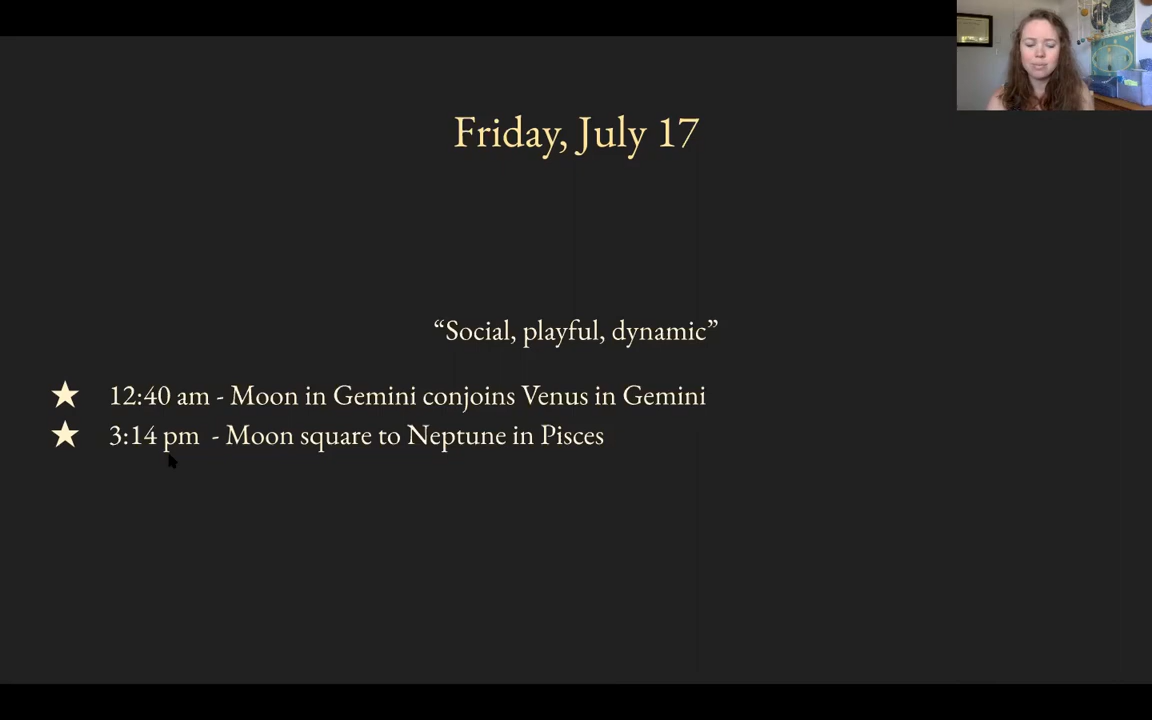 Friday, July 17
“Social, playful, dynamic”
★ 12:40 am - Moon in Gemini conjoins Venus in Gemini
★ 3:14 pm - Moon square to Neptune in Pisces